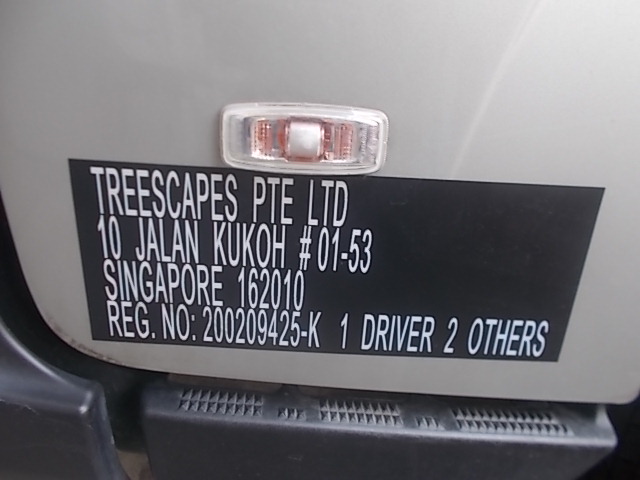 TREESCAPES PTE LTD
10 JALAN KUKOH #01-53
SINGAPORE 162010
REG. NO: 200209425-K 1 DRIVER 2 OTHERS